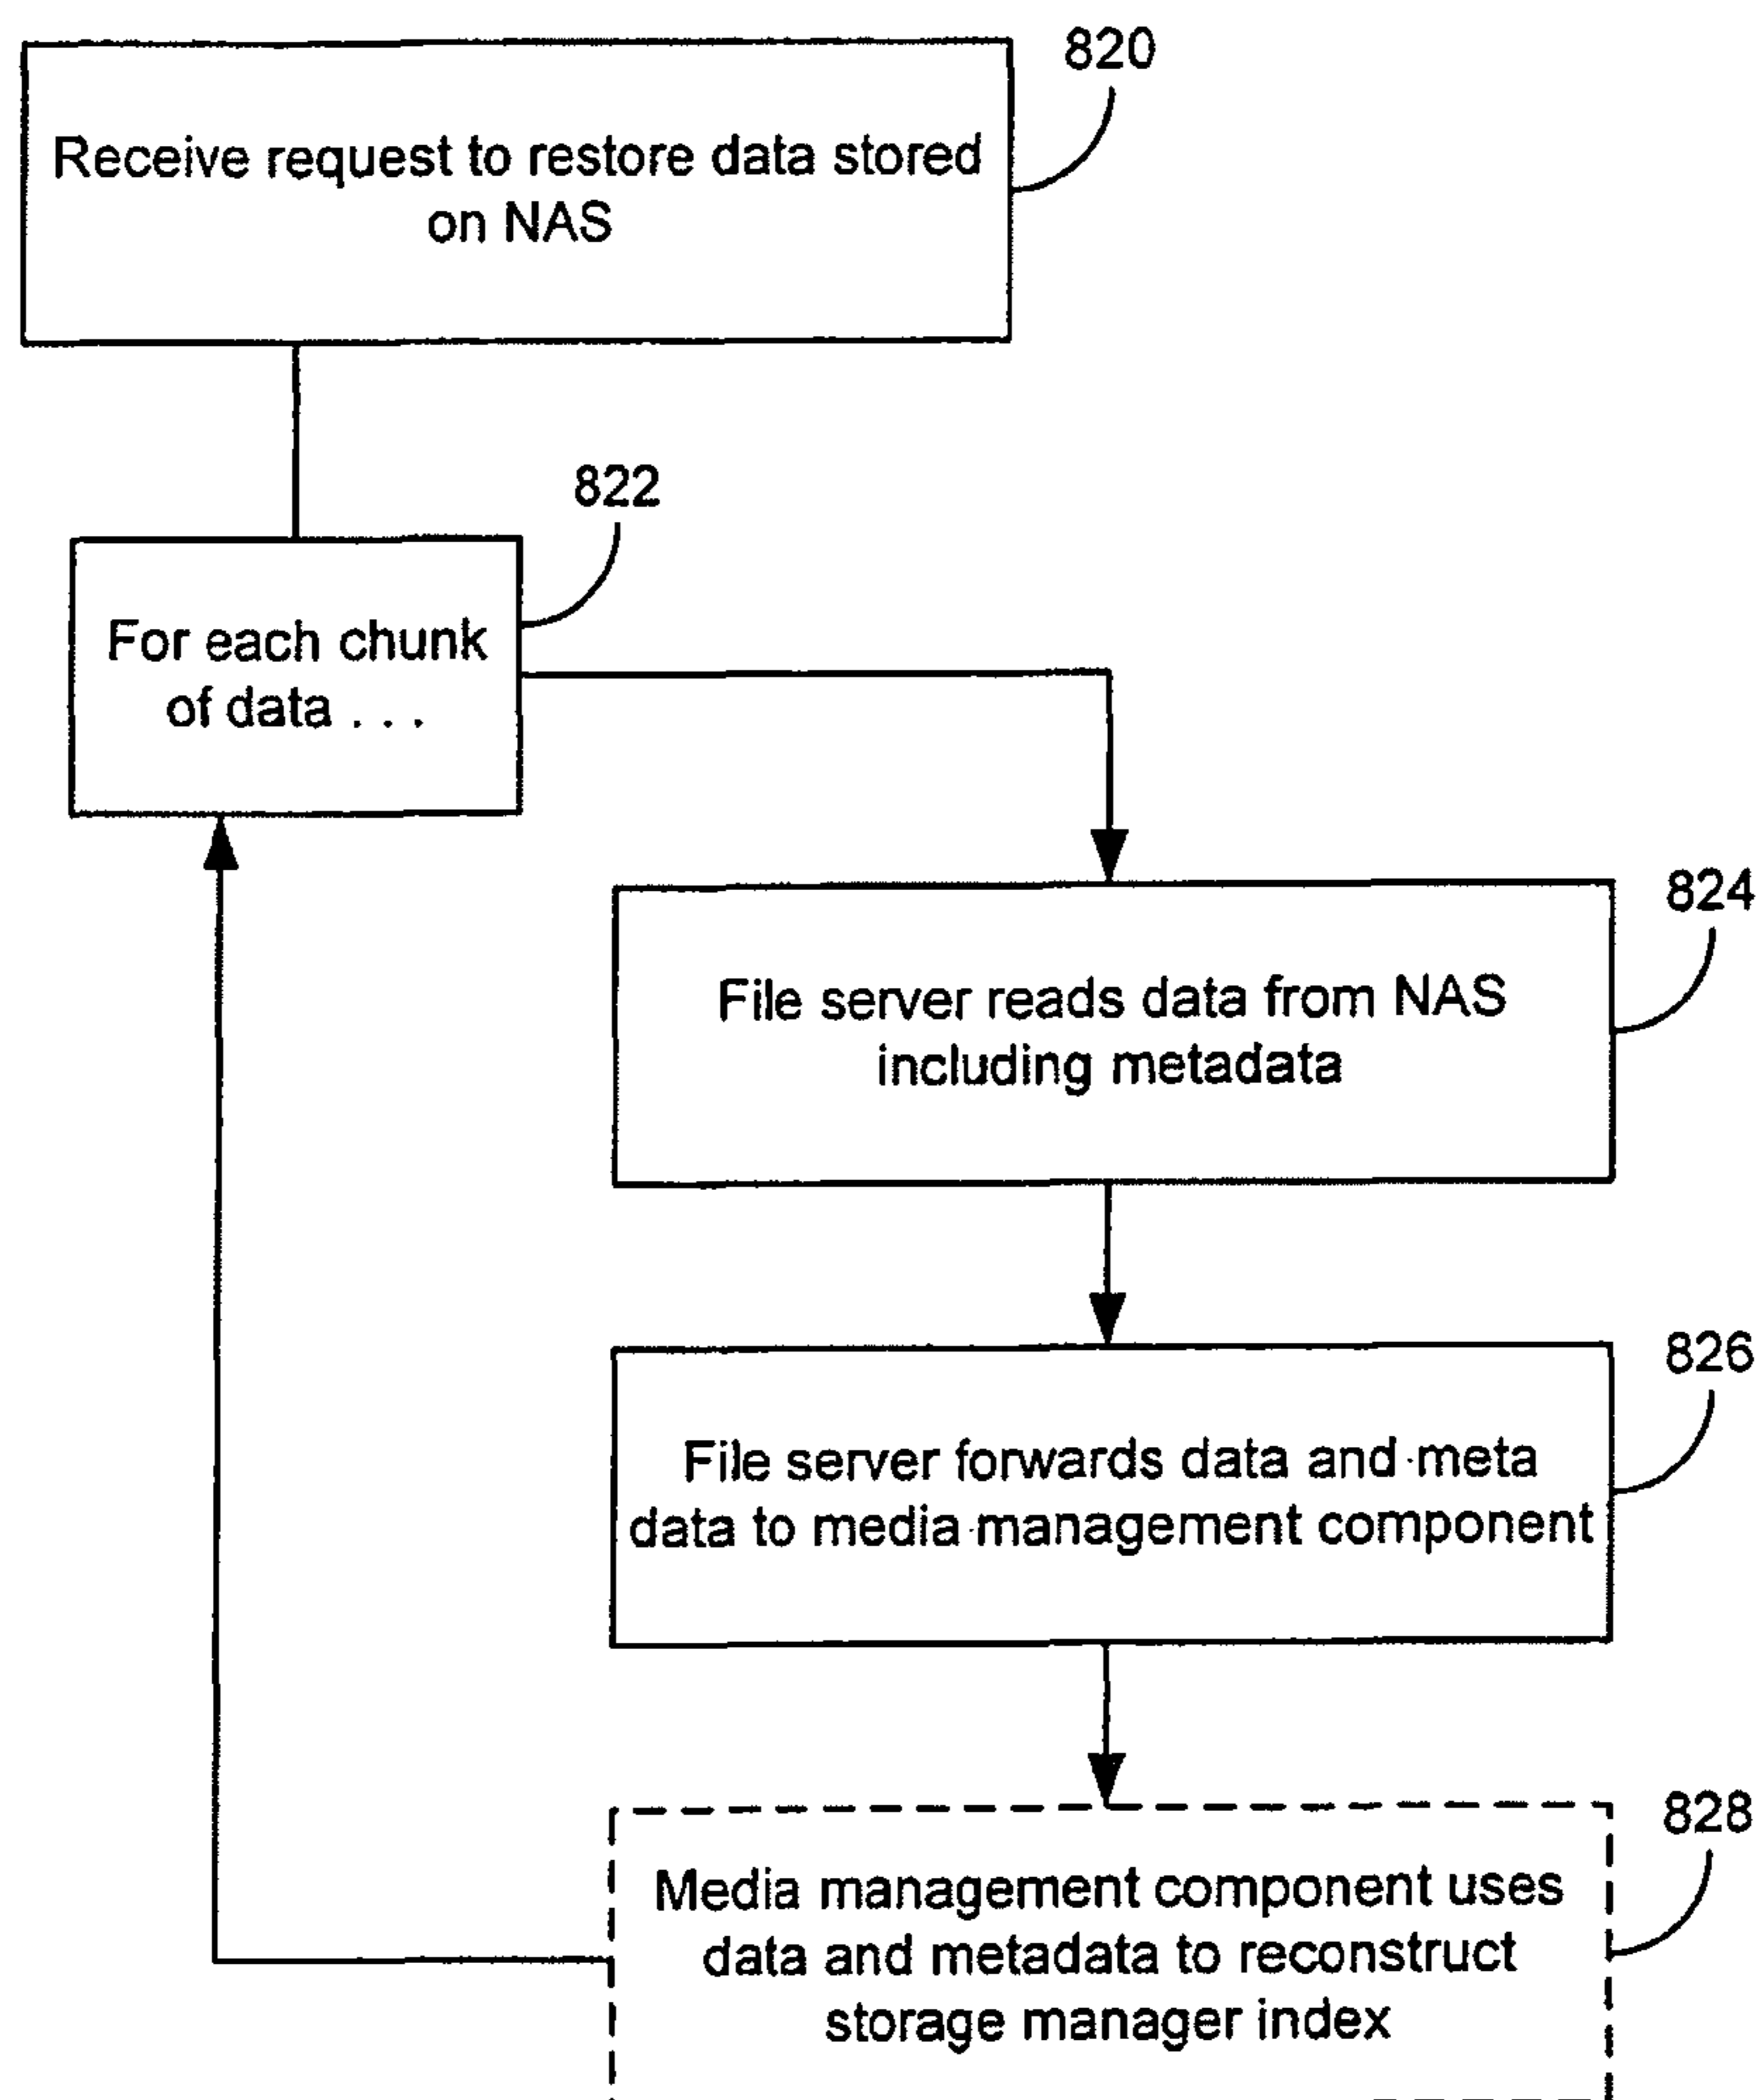 820
Receive request to restore data stored
on NAS
822
For each chunk
of data . . .
824
File server reads data from NAS
including metadata
826
File server forwards data and meta
data to media management component
828
Media management component uses
data and metadata to reconstruct
storage manager index